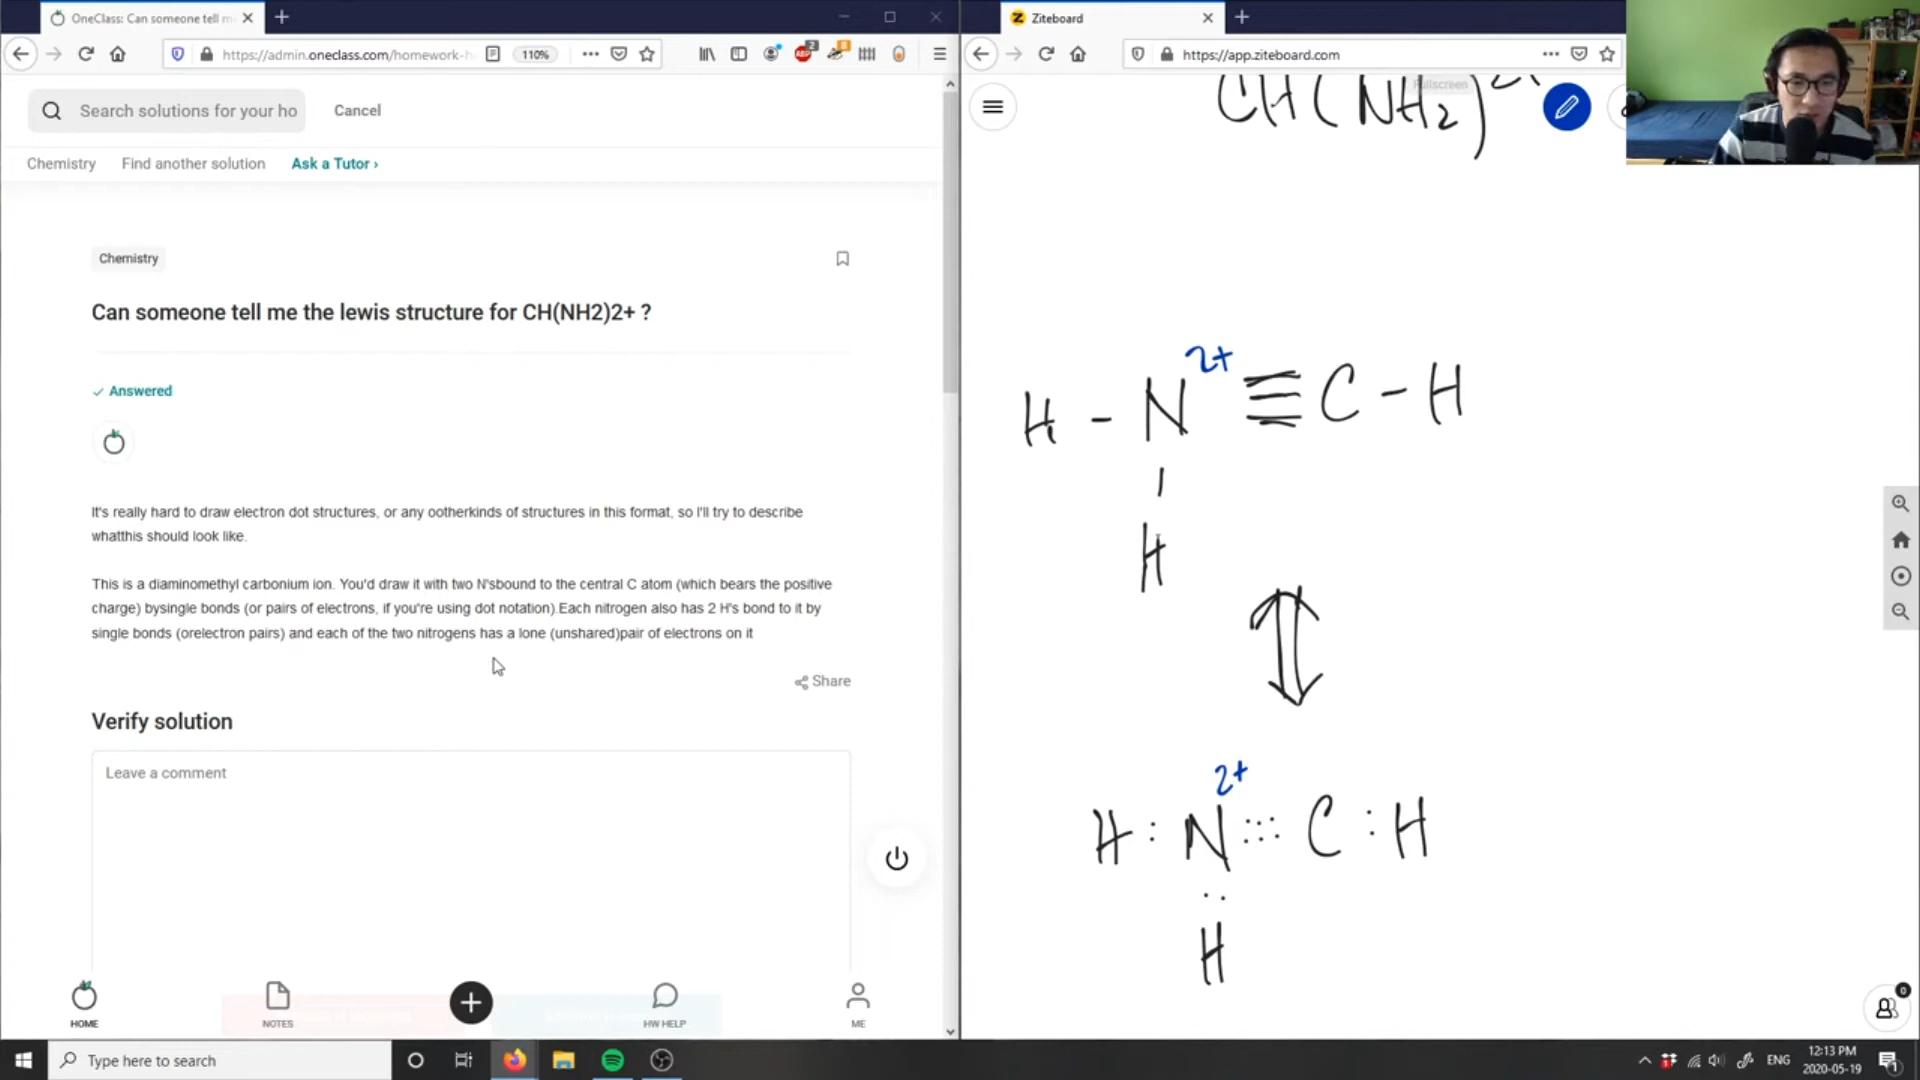 OneClass: Can someone tell m
https://admin.oneclass.com/homework-h
110%
2
8
Search solutions for your ho
Cancel
Chemistry
Find another solution
Ask a Tutor ›
Chemistry
Can someone tell me the lewis structure for CH(NH2)2+ ?
Answered
It's really hard to draw electron dot structures, or any ootherkinds of structures in this format, so I'll try to describe
whatthis should look like.
This is a diaminomethyl carbonium ion. You'd draw it with two N'sbound to the central C atom (which bears the positive
charge) bysingle bonds (or pairs of electrons, if you're using dot notation).Each nitrogen also has 2 H's bond to it by
single bonds (orelectron pairs) and each of the two nitrogens has a lone (unshared)pair of electrons on it
Share
Verify solution
Leave a comment
HOME
NOTES
HW HELP
ME
Ziteboard
https://app.ziteboard.com
Fullscreen
CH(NH2)2+
2+
H - N ≡ C - H
H
2+
H : N ::: C : H
..
H
0
Type here to search
ENG
12:13 PM
2020-05-19
1